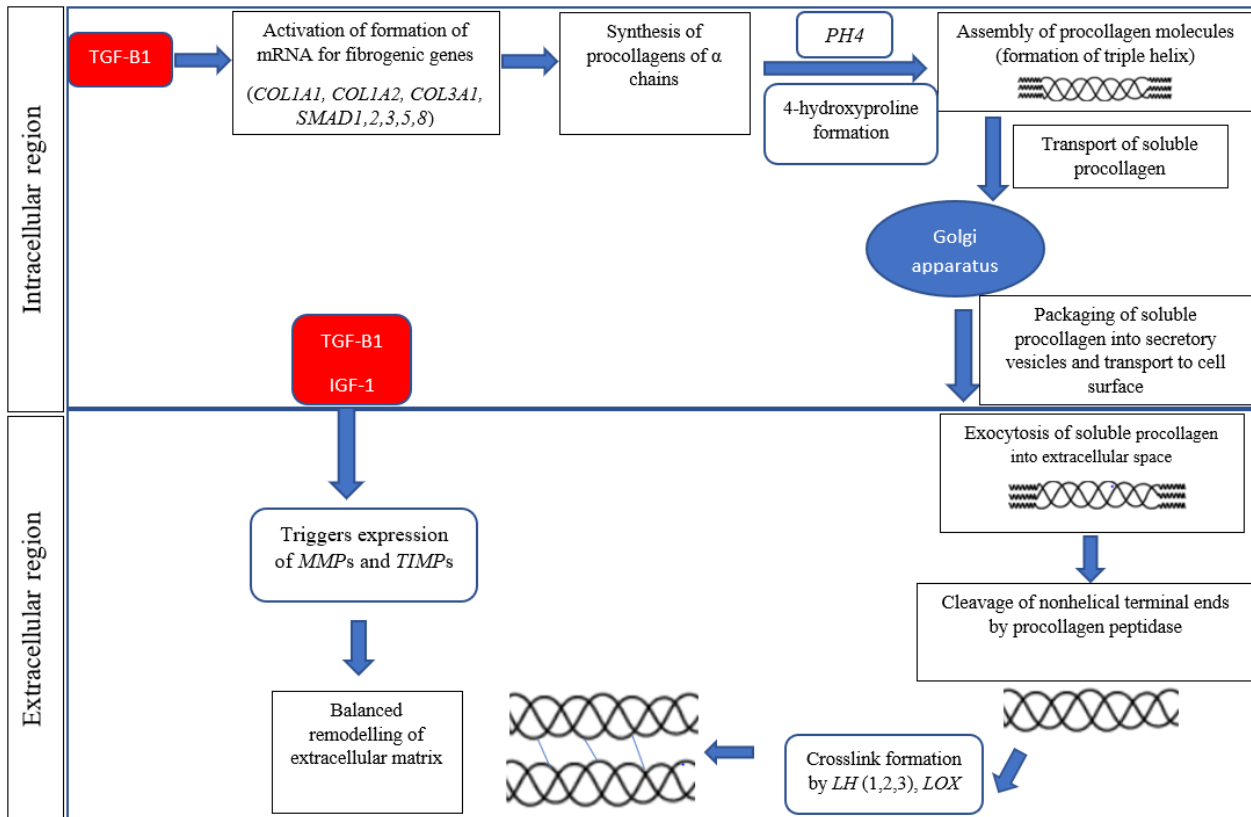 Intracellular region
TGF-B1
Activation of formation of
mRNA for fibrogenic genes
(COL1A1, COL1A2, COL3A1,
SMAD1,2,3,5,8)
Synthesis of
procollagens of α
chains
PH4
4-hydroxyproline
formation
Assembly of procollagen molecules
(formation of triple helix)
Transport of soluble
procollagen
Golgi
apparatus
Packaging of soluble
procollagen into secretory
vesicles and transport to cell
surface
TGF-B1
IGF-1
Extracellular region
Exocytosis of soluble procollagen
into extracellular space
Triggers expression
of MMPs and TIMPs
Cleavage of nonhelical terminal ends
by procollagen peptidase
Balanced
remodelling of
extracellular matrix
Crosslink formation
by LH (1,2,3), LOX